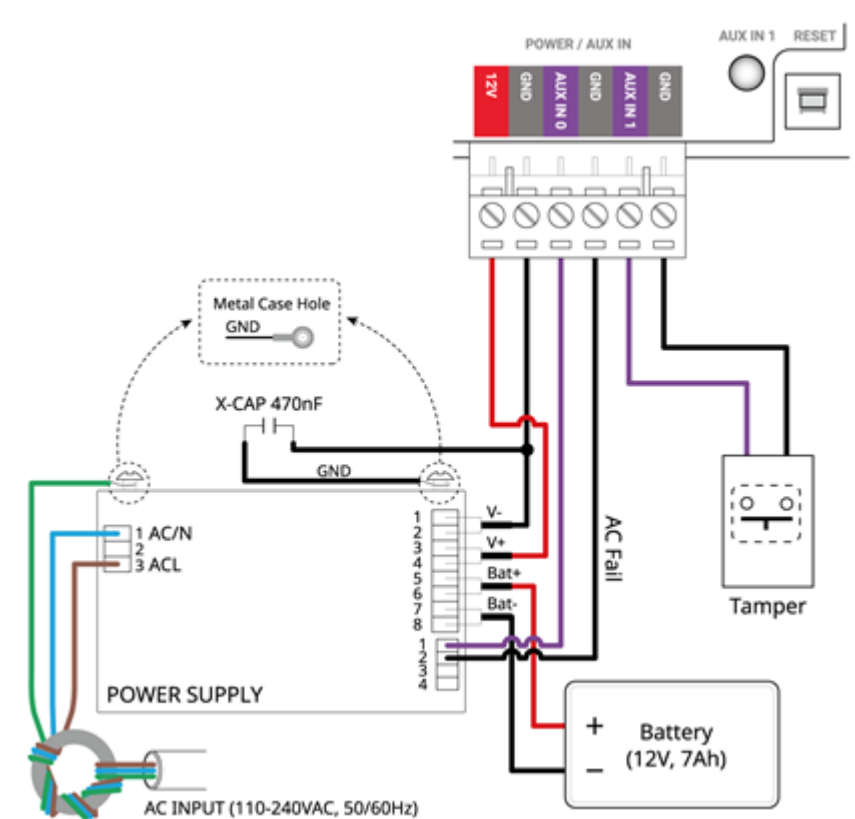 POWER / AUX IN
AUX IN 1
RESET
12V
GND
AUX IN 0
GND
AUX IN 1
GND
Metal Case Hole
GND
X-CAP 470nF
GND
1 AC/N
2
3 ACL
1
2
3
4
5
6
7
8
V-
V+
Bat+
Bat-
1
2
3
4
AC Fail
Tamper
POWER SUPPLY
+
Battery
(12V, 7Ah)
−
AC INPUT (110-240VAC, 50/60Hz)